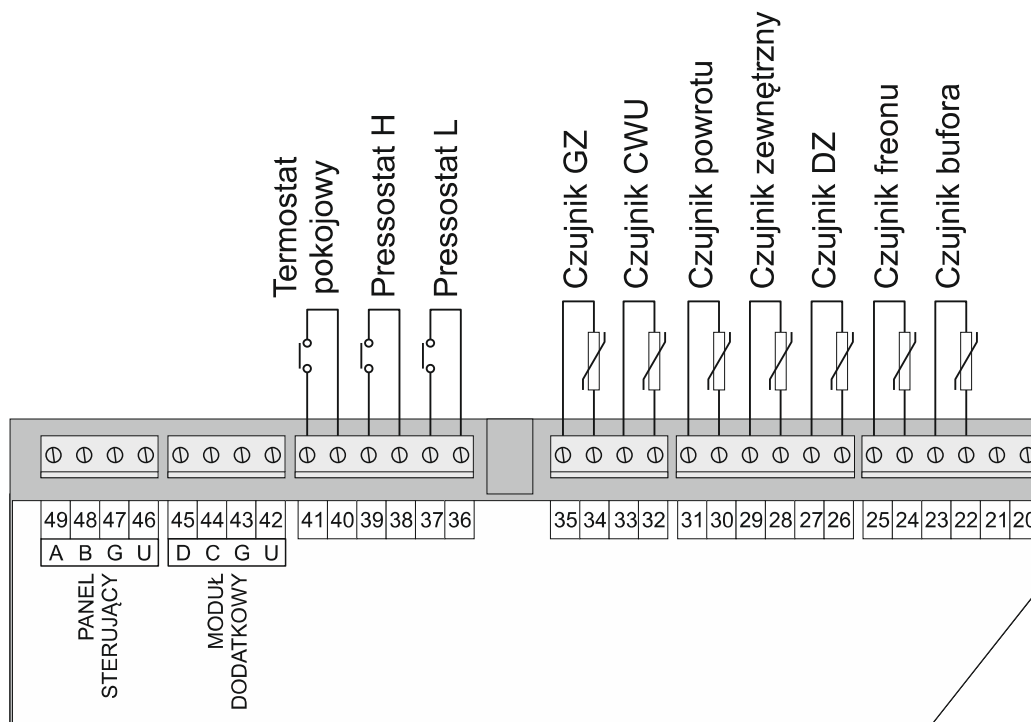 Termostat
pokojowy
Pressostat H
Pressostat L
Czujnik GZ
Czujnik CWU
Czujnik powrotu
Czujnik zewnętrzny
Czujnik DZ
Czujnik freonu
Czujnik bufora
49 48 47 46 45 44 43 42 41 40 39 38 37 36 35 34 33 32 31 30 29 28 27 26 25 24 23 22 21 20
A B G U D C G U
PANEL
STERUJĄCY
MODUŁ
DODATKOWY